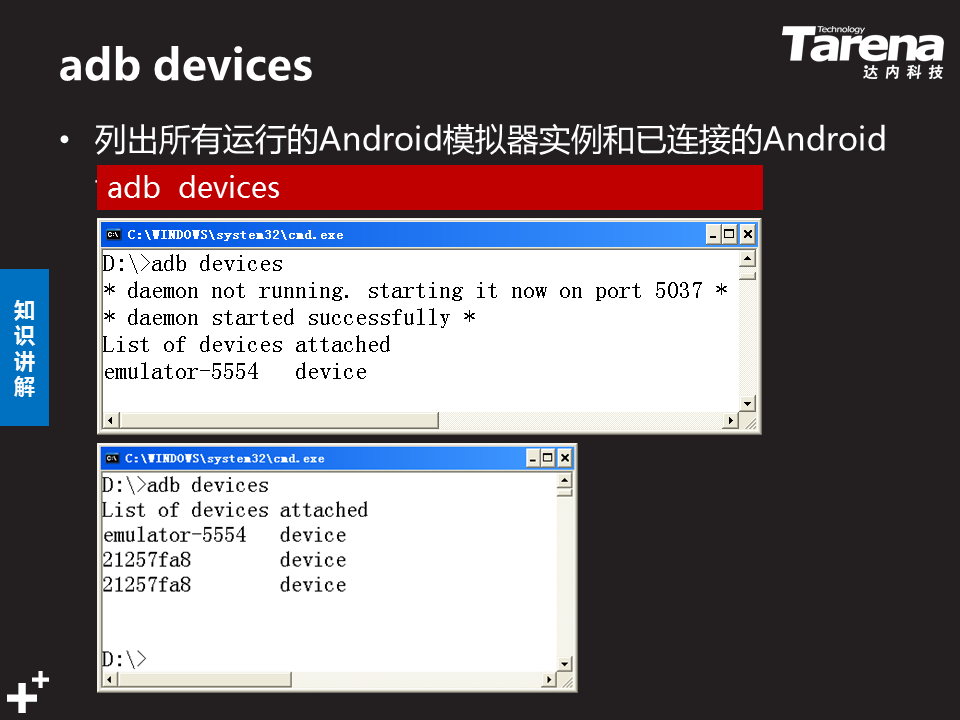 adb devices
Technology
Tarena
达内科技
• 列出所有运行的Android模拟器实例和已连接的Android
adb devices
C:\WINDOWS\system32\cmd.exe
D:\>adb devices
* daemon not running. starting it now on port 5037 *
* daemon started successfully *
List of devices attached
emulator-5554 device
知识讲解
C:\WINDOWS\system32\cmd.exe
D:\>adb devices
List of devices attached
emulator-5554 device
21257fa8 device
21257fa8 device
D:\>